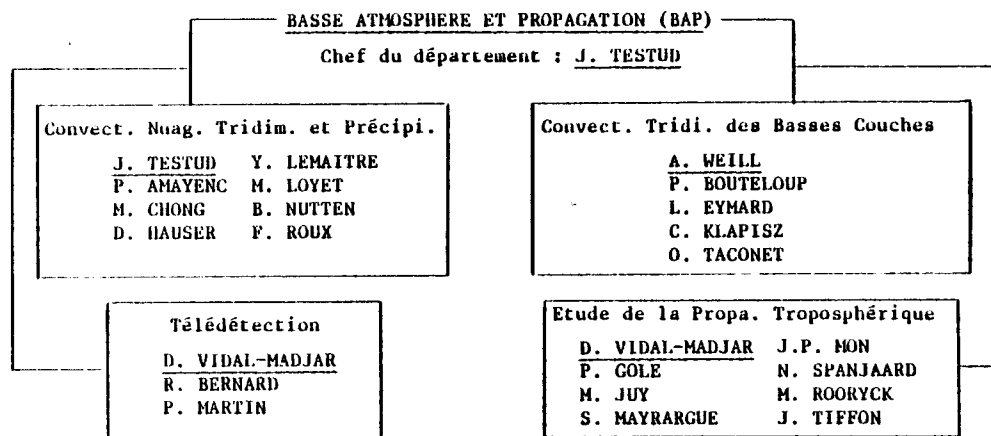 BASSE ATMOSPHERE ET PROPAGATION (BAP)
Chef du département : J. TESTUD
Convect. Nuag. Tridim. et Précipi.
J. TESTUD Y. LEMAITRE
P. AMAYENC M. LOYET
M. CHONG B. NUTTEN
D. HAUSER F. ROUX
Convect. Tridi. des Basses Couches
A. WEILL
P. BOUTELOUP
L. EYMARD
C. KLAPISZ
O. TACONET
Télédétection
D. VIDAL-MADJAR
R. BERNARD
P. MARTIN
Etude de la Propa. Troposphérique
D. VIDAL-MADJAR J.P. MON
P. GOLE N. SPANJAARD
M. JUY M. ROORYCK
S. MAYRARGUE J. TIFFON